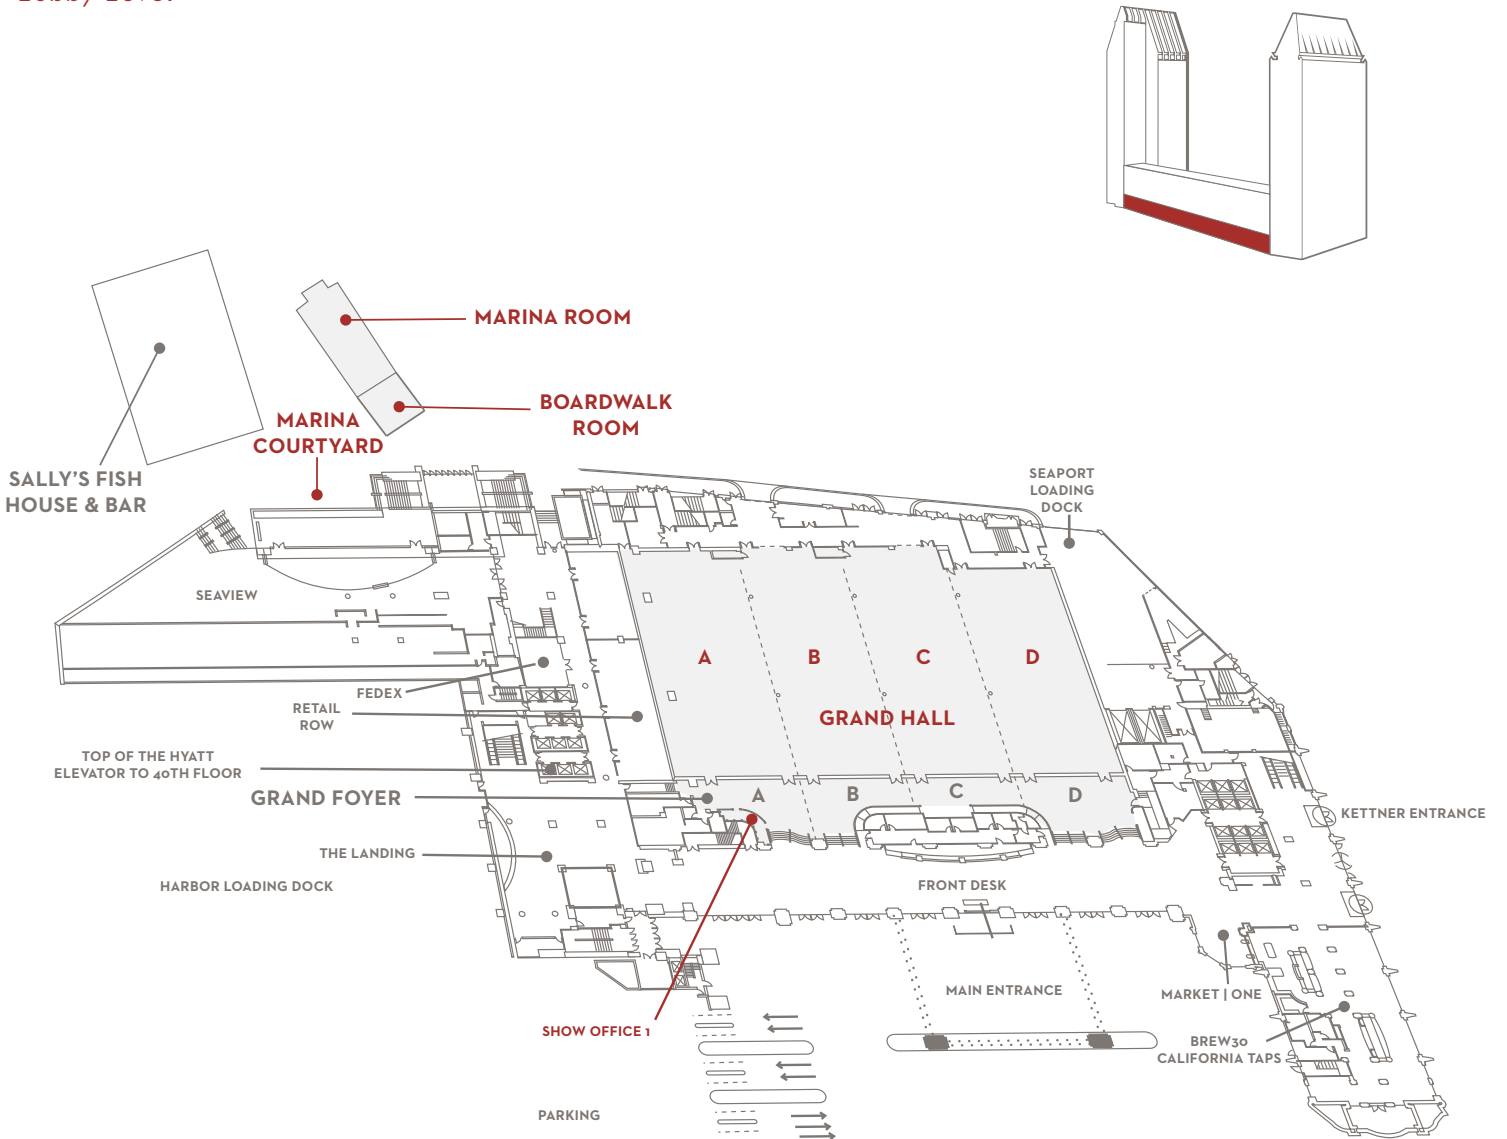 Lobby Level
MARINA ROOM
BOARDWALK
ROOM
MARINA
COURTYARD
SALLY'S FISH
HOUSE & BAR
SEAPORT
LOADING
DOCK
SEAVIEW
A
B
C
D
FEDEX
RETAIL
ROW
GRAND HALL
TOP OF THE HYATT
ELEVATOR TO 40TH FLOOR
GRAND FOYER
A
B
C
D
KETTNER ENTRANCE
THE LANDING
HARBOR LOADING DOCK
FRONT DESK
MAIN ENTRANCE
MARKET | ONE
SHOW OFFICE 1
BREW30
CALIFORNIA TAPS
PARKING